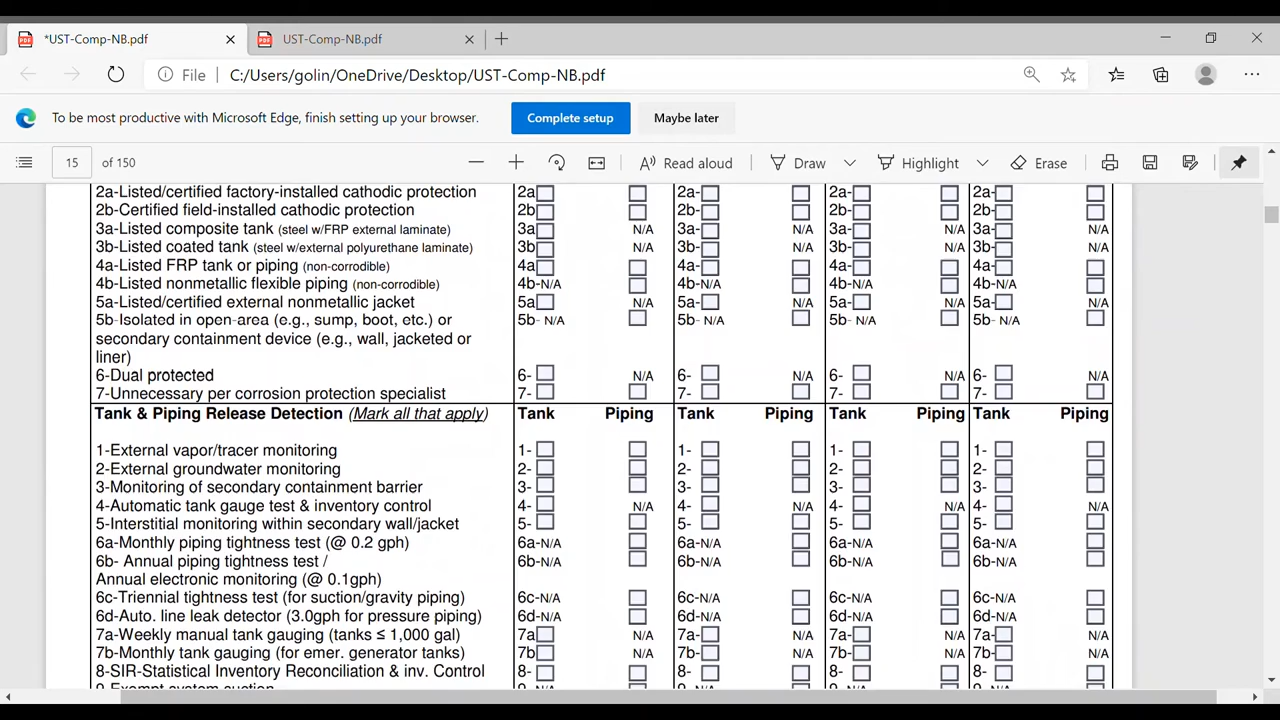 *UST-Comp-NB.pdf
UST-Comp-NB.pdf
File C:/Users/golin/OneDrive/Desktop/UST-Comp-NB.pdf
To be most productive with Microsoft Edge, finish setting up your browser. Complete setup Maybe later
15 of 150 Read aloud Draw Highlight Erase
2a-Listed/certified factory-installed cathodic protection 2a 2a- 2a- 2a-
2b-Certified field-installed cathodic protection 2b 2b- 2b- 2b-
3a-Listed composite tank (steel w/FRP external laminate) 3a N/A 3a- N/A 3a- N/A 3a- N/A
3b-Listed coated tank (steel w/external polyurethane laminate) 3b N/A 3b- N/A 3b- N/A 3b- N/A
4a-Listed FRP tank or piping (non-corrodible) 4a 4a- 4a- 4a-
4b-Listed nonmetallic flexible piping (non-corrodible) 4b-N/A 4b-N/A 4b-N/A 4b-N/A
5a-Listed/certified external nonmetallic jacket 5a N/A 5a- N/A 5a- N/A 5a- N/A
5b-Isolated in open-area (e.g., sump, boot, etc.) or 5b- N/A 5b- N/A 5b- N/A 5b- N/A
secondary containment device (e.g., wall, jacketed or
liner)
6-Dual protected 6- N/A 6- N/A 6- N/A 6- N/A
7-Unnecessary per corrosion protection specialist 7- 7- 7- 7-
Tank & Piping Release Detection (Mark all that apply) Tank Piping Tank Piping Tank Piping Tank Piping
1-External vapor/tracer monitoring 1- 1- 1- 1-
2-External groundwater monitoring 2- 2- 2- 2-
3-Monitoring of secondary containment barrier 3- 3- 3- 3-
4-Automatic tank gauge test & inventory control 4- N/A 4- N/A 4- N/A 4- N/A
5-Interstitial monitoring within secondary wall/jacket 5- 5- 5- 5-
6a-Monthly piping tightness test (@ 0.2 gph) 6a-N/A 6a-N/A 6a-N/A 6a-N/A
6b- Annual piping tightness test / 6b-N/A 6b-N/A 6b-N/A 6b-N/A
Annual electronic monitoring (@ 0.1gph)
6c-Triennial tightness test (for suction/gravity piping) 6c-N/A 6c-N/A 6c-N/A 6c-N/A
6d-Auto. line leak detector (3.0gph for pressure piping) 6d-N/A 6d-N/A 6d-N/A 6d-N/A
7a-Weekly manual tank gauging (tanks ≤ 1,000 gal) 7a N/A 7a- N/A 7a- N/A 7a- N/A
7b-Monthly tank gauging (for emer. generator tanks) 7b N/A 7b- N/A 7b- N/A 7b- N/A
8-SIR-Statistical Inventory Reconciliation & inv. Control 8- 8- 8- 8-
9-Exempt system suction